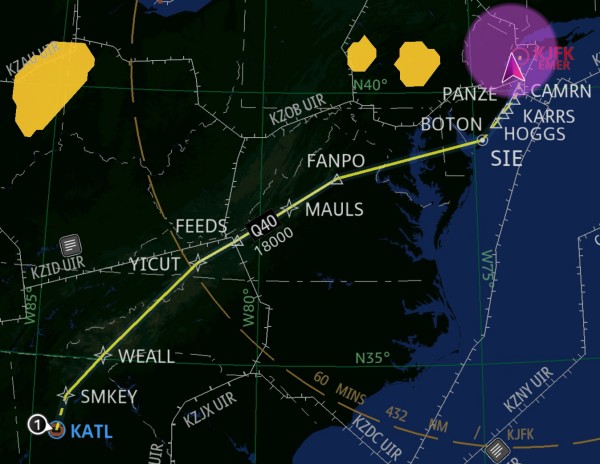 KZAU UIR
KJFK
EMER
N40°
PANZE
CAMRN
KZOB UIR
KARRS
BOTON
HOGGS
SIE
FANPO
MAULS
FEEDS
Q40
18000
KZID UIR
YICUT
W85°
W80°
W75°
WEALL
N35°
SMKEY
60 MINS 432 NM
KZJX UIR
KZNY UIR
1
KATL
UIR
KZDC UIR
KJFK